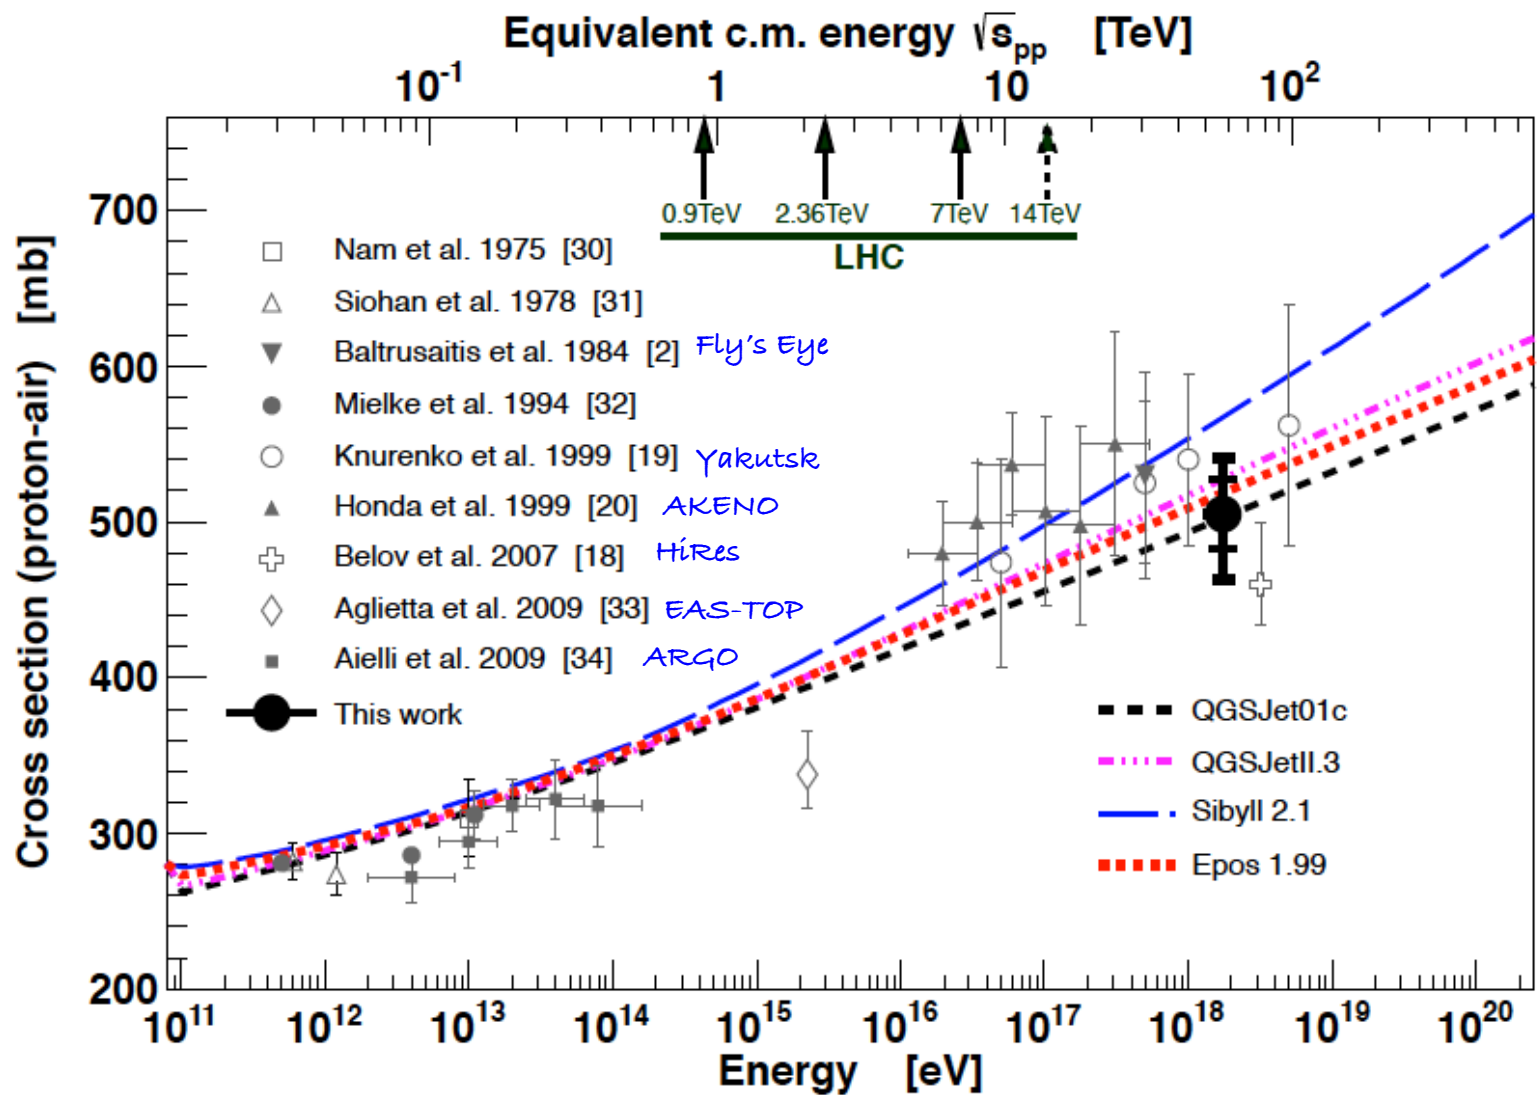 Equivalent c.m. energy √s_pp [TeV]
10^-1 1 10 10^2
0.9TeV 2.36TeV 7TeV 14TeV
LHC
Cross section (proton-air) [mb]
700
600
500
400
300
200
Nam et al. 1975 [30]
Siohan et al. 1978 [31]
Baltrusaitis et al. 1984 [2] Fly's Eye
Mielke et al. 1994 [32]
Knurenko et al. 1999 [19] Yakutsk
Honda et al. 1999 [20] AKENO
Belov et al. 2007 [18] HiRes
Aglietta et al. 2009 [33] EAS-TOP
Aielli et al. 2009 [34] ARGO
This work
QGSJet01c
QGSJetII.3
Sibyll 2.1
Epos 1.99
10^11 10^12 10^13 10^14 10^15 10^16 10^17 10^18 10^19 10^20
Energy [eV]